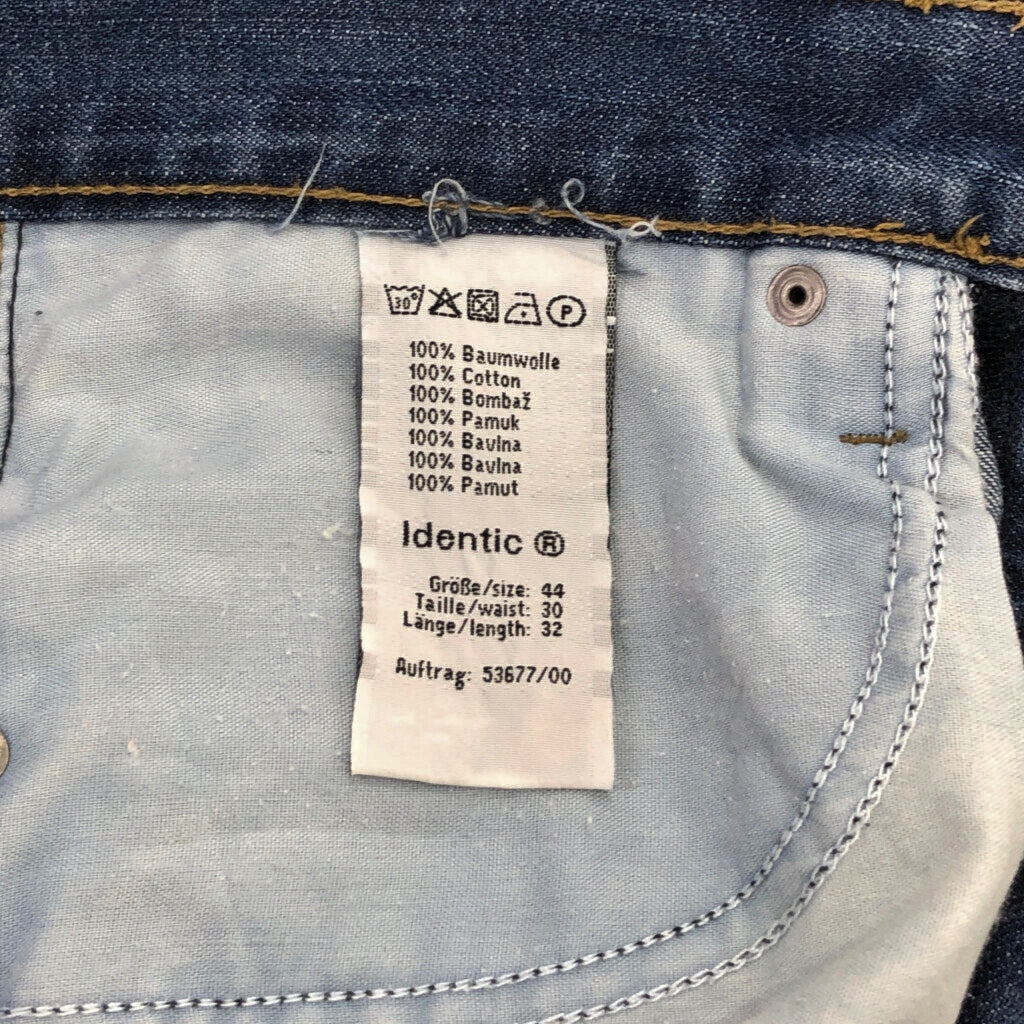 30° P
100% Baumwolle
100% Cotton
100% Bombaž
100% Pamuk
100% Bavlna
100% Bavlna
100% Pamut
Identic ®
Größe/size: 44
Taille/waist: 30
Länge/length: 32
Auftrag: 53677/00